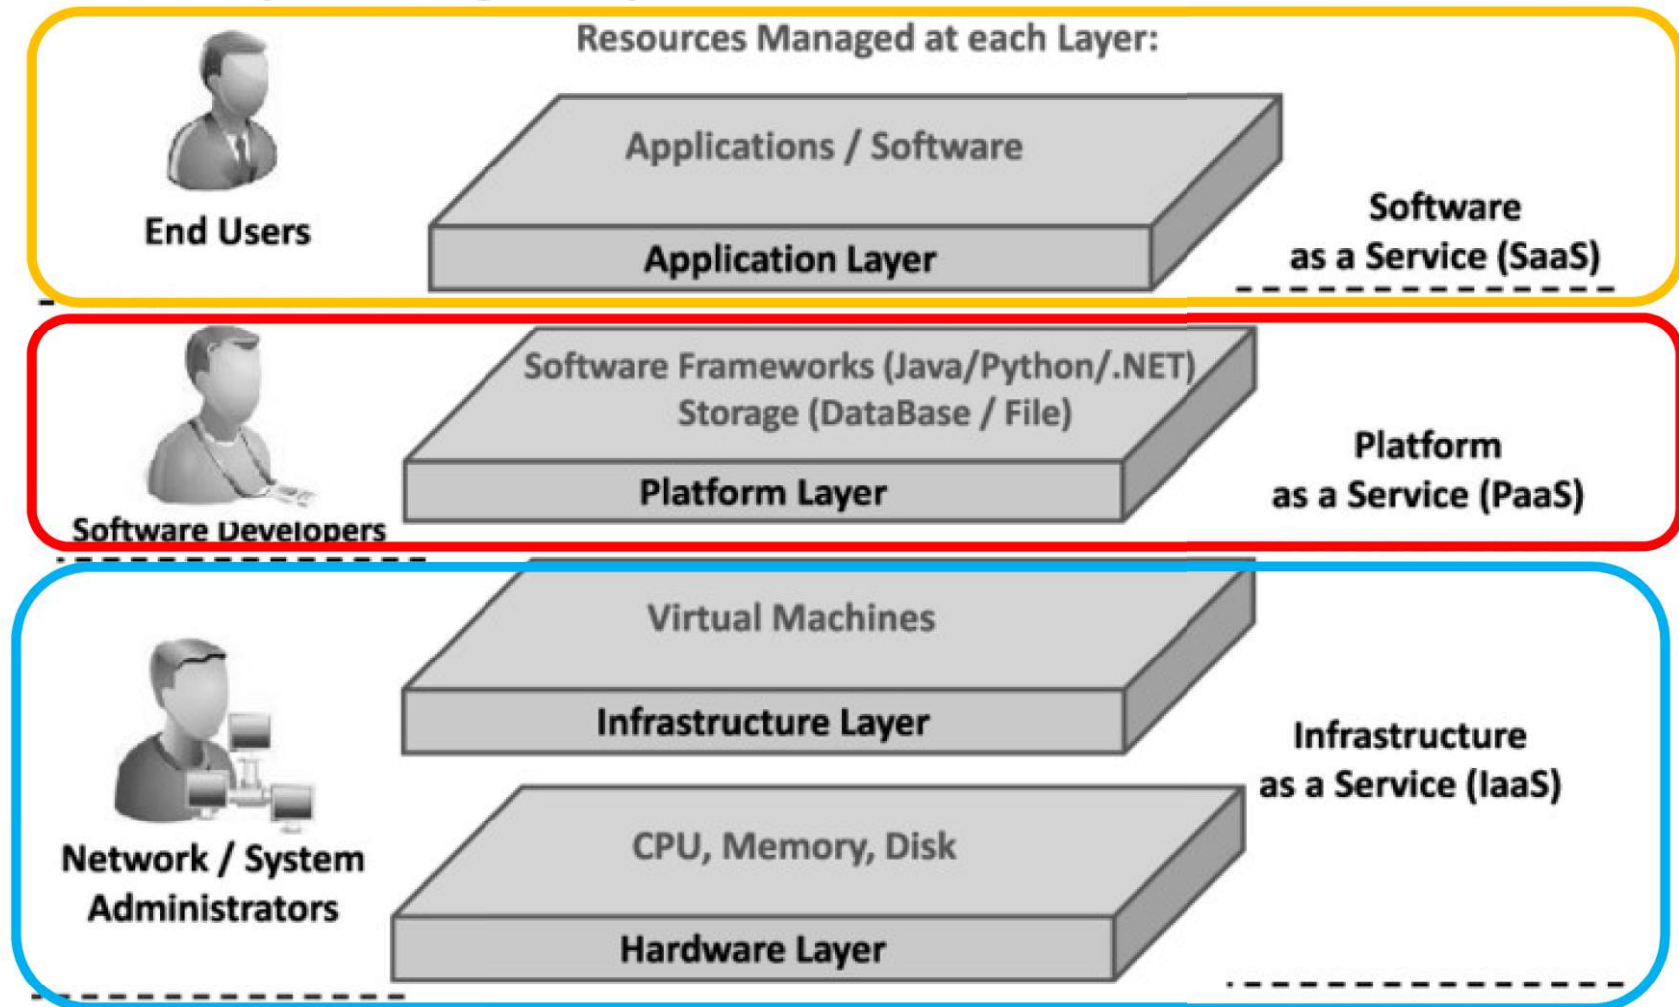 Resources Managed at each Layer:
Applications / Software
End Users
Application Layer
Software
as a Service (SaaS)
Software Frameworks (Java/Python/.NET)
Storage (DataBase / File)
Platform Layer
Platform
as a Service (PaaS)
Software Developers
Virtual Machines
Infrastructure Layer
Infrastructure
as a Service (IaaS)
CPU, Memory, Disk
Network / System
Administrators
Hardware Layer